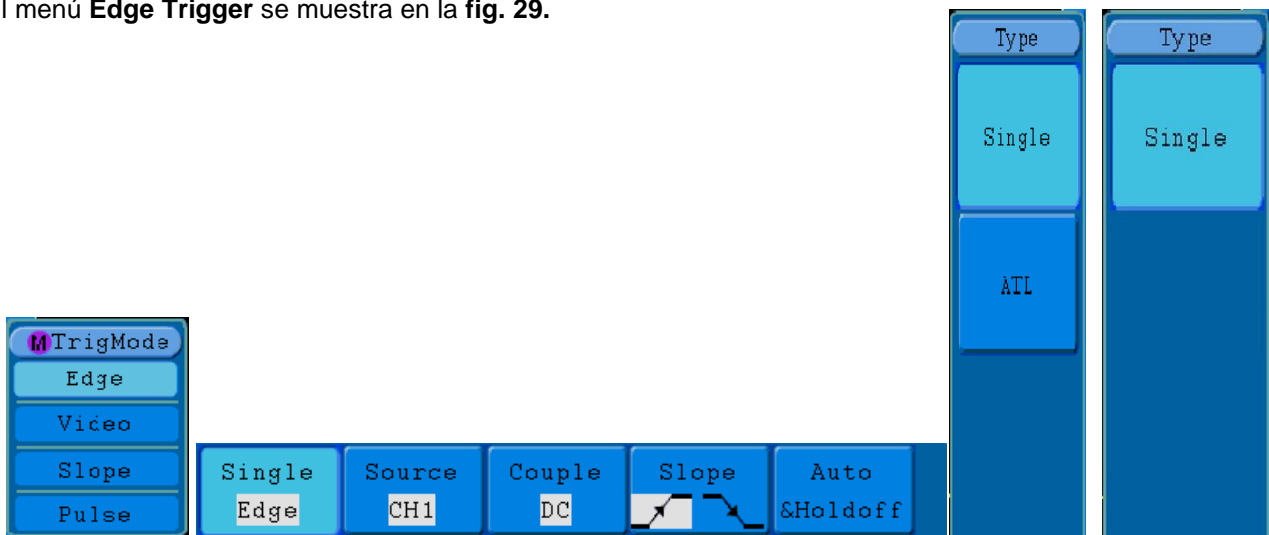 l menú Edge Trigger se muestra en la fig. 29.
M TrigMode
Edge
Video
Slope
Pulse
Single
Edge
Source
CH1
Couple
DC
Slope
Auto
&Holdoff
Type
Single
ATL
Type
Single